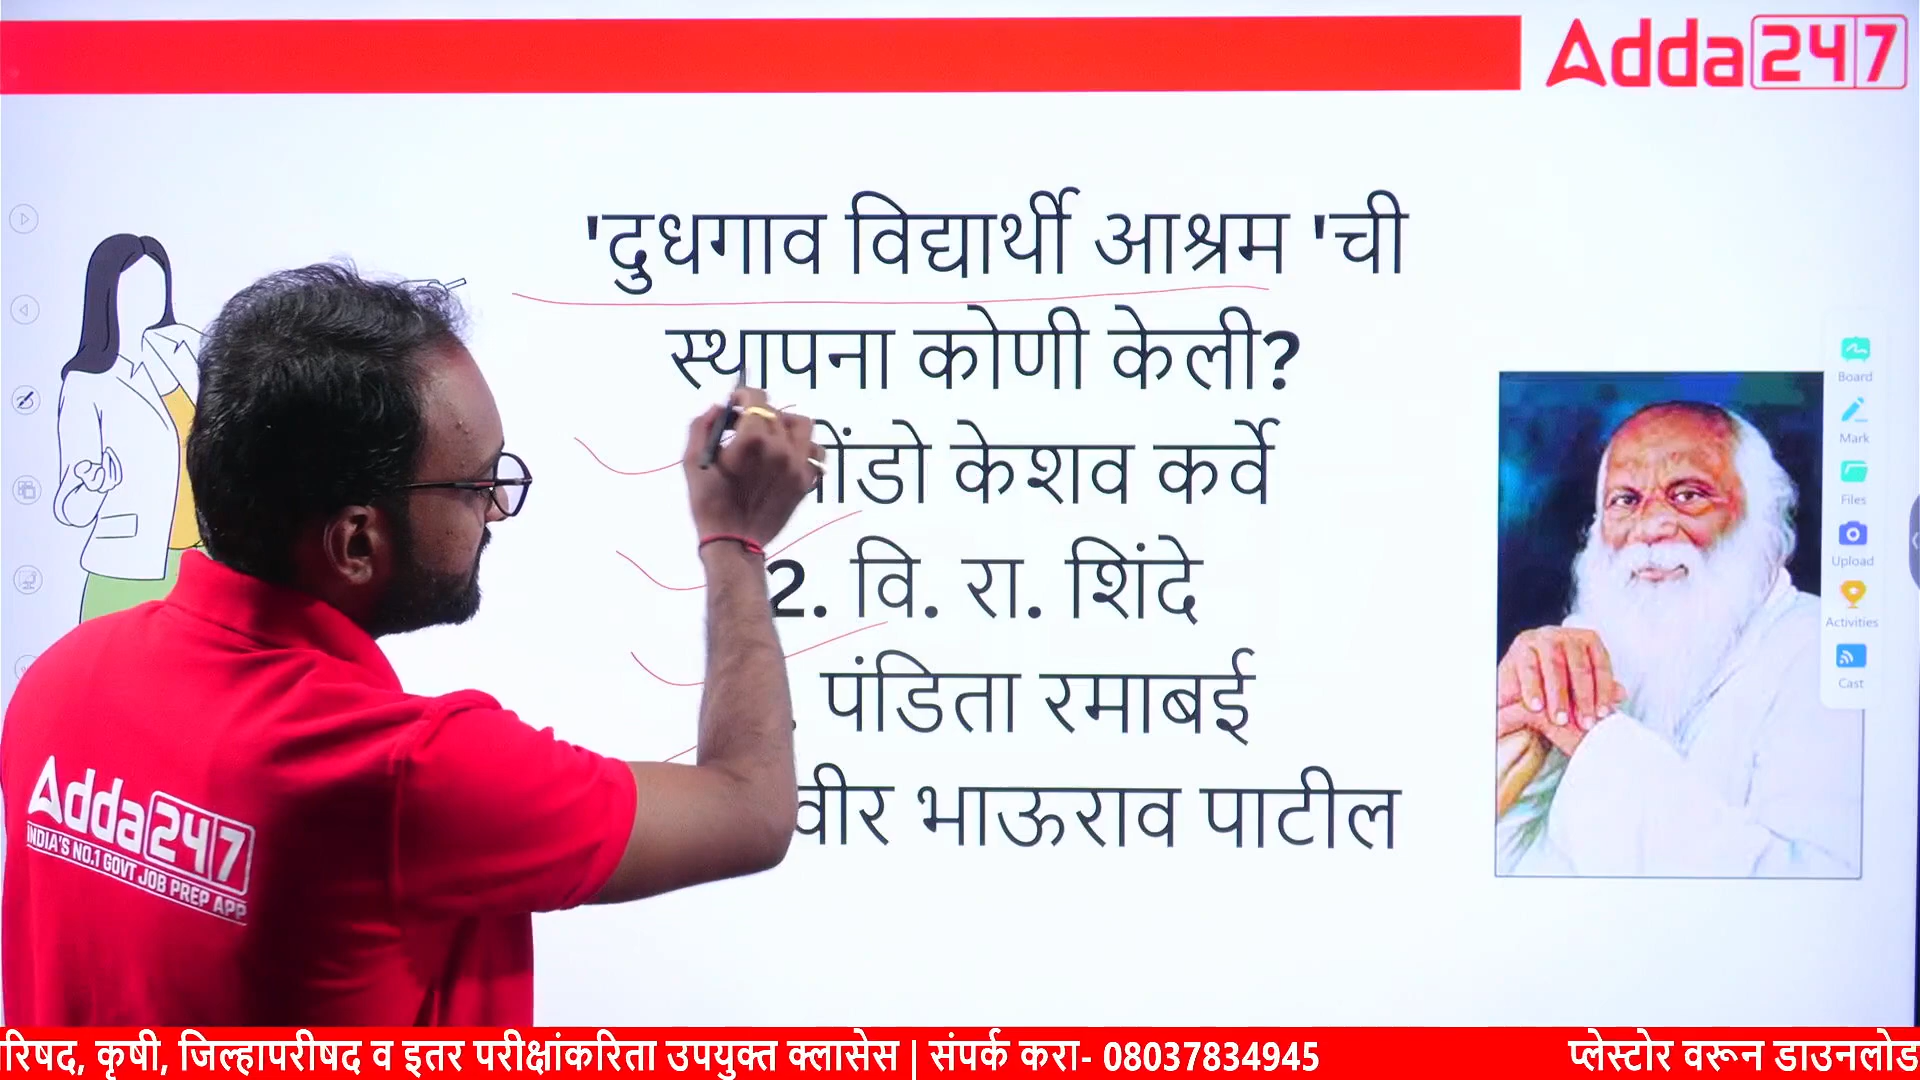 Adda247
'दुधगाव विद्यार्थी आश्रम 'ची
स्थापना कोणी केली?
केशव कर्वे
2. वि. रा. शिंदे
पंडिता रमाबई
भाऊराव पाटील
Board
Mark
Files
Upload
Activities
Cast
Adda247
INDIA'S NO.1 GOVT JOB PREP APP
कृषी, जिल्हापरीषद व इतर परीक्षांकरिता उपयुक्त क्लासेस | संपर्क करा- 08037834945 प्लेस्टोर वरून डाउनलोड